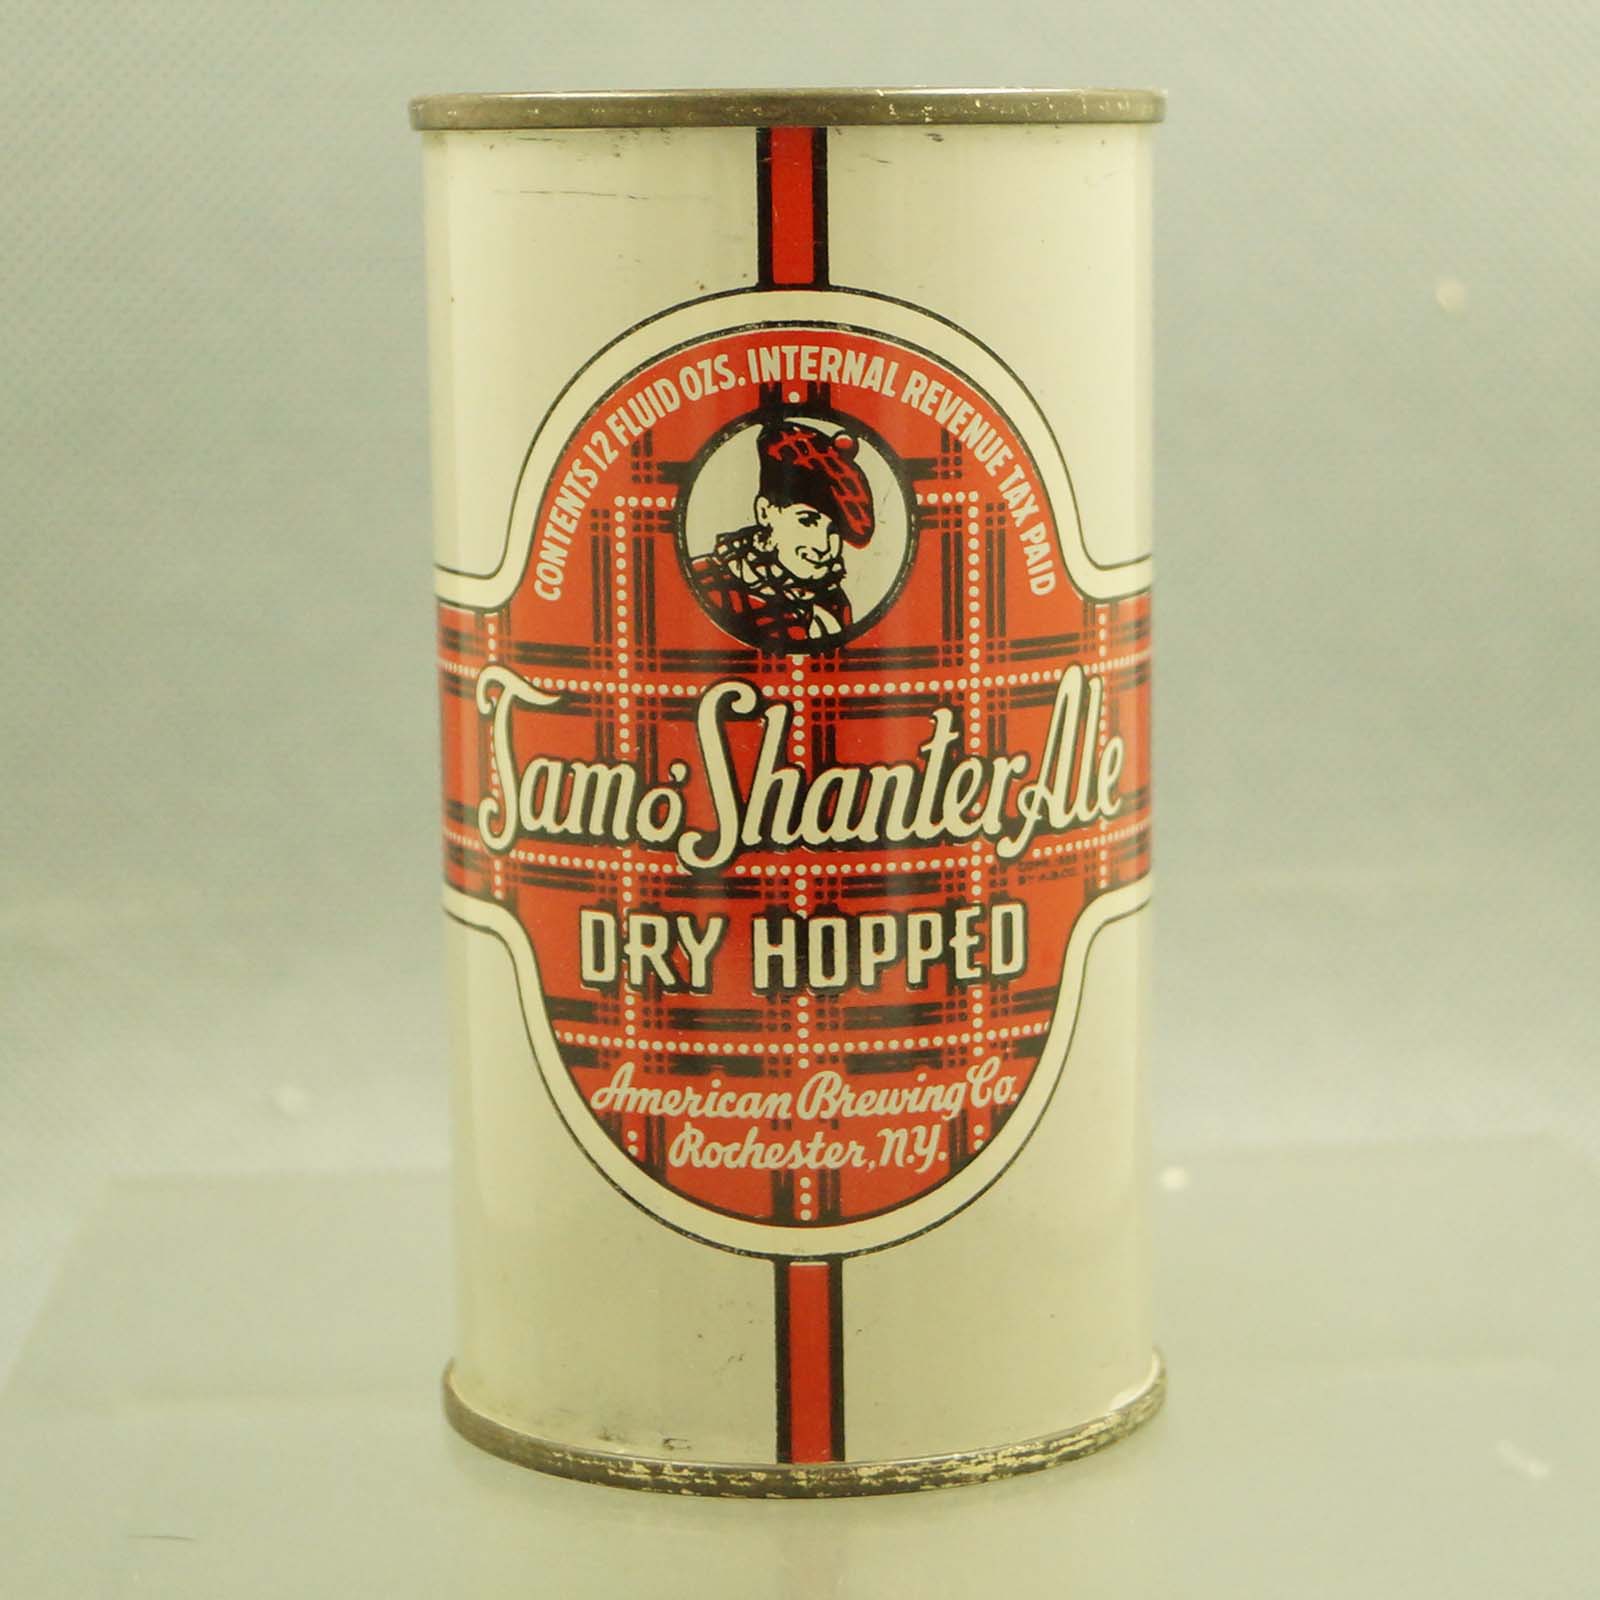 CONTENTS 12 FLUID OZS. INTERNAL REVENUE TAX PAID
Tam o' Shanter Ale
DRY HOPPED
American Brewing Co.
Rochester, N.Y.